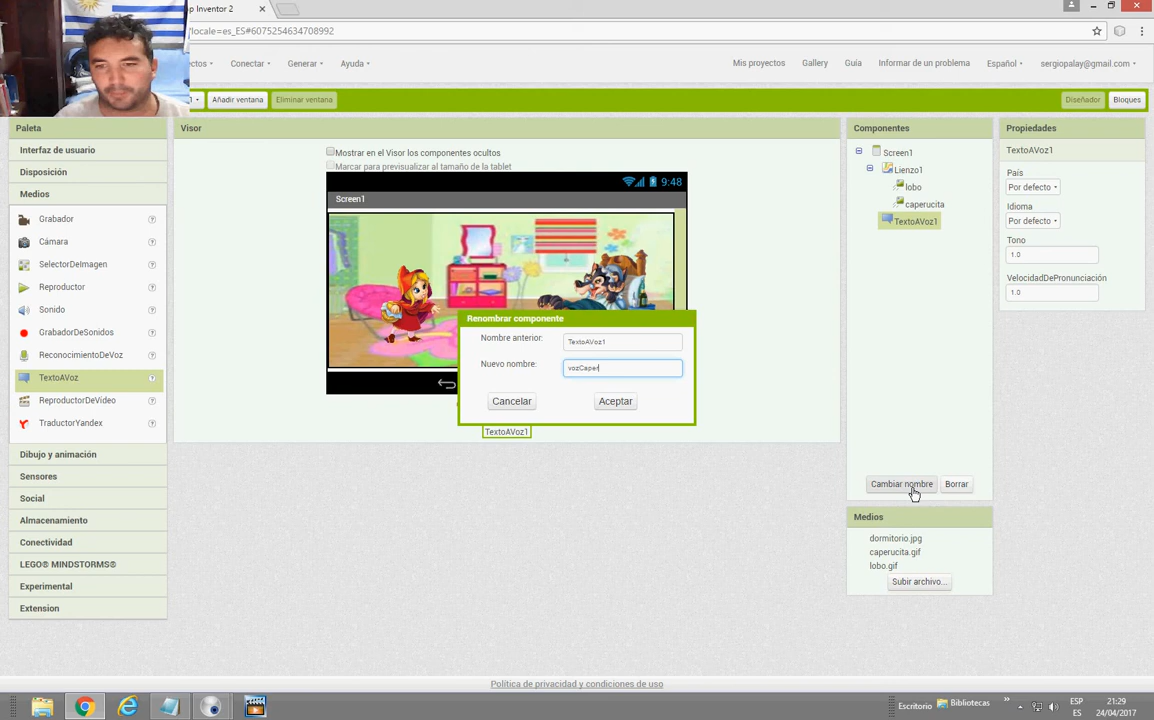 p Inventor 2
/locale=es_ES#6075254634708992
ectos
Conectar
Generar
Ayuda
Mis proyectos
Gallery
Guia
Informar de un problema
Español
sergiopalay@gmail.com
1
Añadir ventana
Eliminar ventana
Diseñador
Bloques
Paleta
Visor
Componentes
Propiedades
Interfaz de usuario
Disposición
Medios
Grabador
Cámara
SelectorDeImagen
Reproductor
Sonido
GrabadorDeSonidos
ReconocimientoDeVoz
TextoAVoz
ReproductorDeVídeo
TraductorYandex
Dibujo y animación
Sensores
Social
Almacenamiento
Conectividad
LEGO® MINDSTORMS®
Experimental
Extension
Mostrar en el Visor los componentes ocultos
Marcar para previsualizar al tamaño de la tablet
9:48
Screen1
Renombrar componente
Nombre anterior:
TextoAVoz1
Nuevo nombre:
vozCaper
Cancelar
Aceptar
TextoAVoz1
Screen1
Lienzo1
lobo
caperucita
TextoAVoz1
Cambiar nombre
Borrar
Medios
dormitorio.jpg
caperucita.gif
lobo.gif
Subir archivo...
TextoAVoz1
País
Por defecto
Idioma
Por defecto
Tono
1.0
VelocidadDePronunciación
1.0
Política de privacidad y condiciones de uso
Escritorio
Bibliotecas
ESP
ES
21:29
24/04/2017